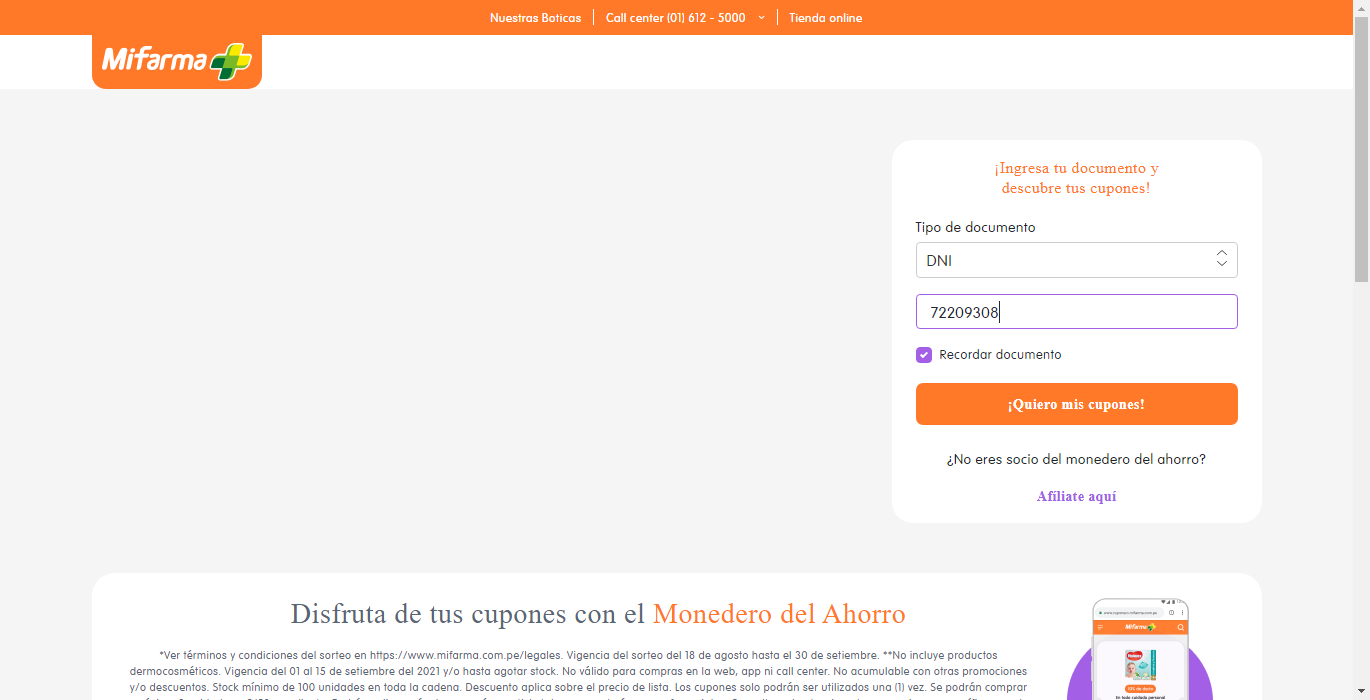 Nuestras Boticas
Call center (01) 612 - 5000
Tienda online
Mifarma
¡Ingresa tu documento y
descubre tus cupones!
Tipo de documento
DNI
72209308
Recordar documento
¡Quiero mis cupones!
¿No eres socio del monedero del ahorro?
Afíliate aquí
Disfruta de tus cupones con el Monedero del Ahorro
*Ver términos y condiciones del sorteo en https://www.mifarma.com.pe/legales. Vigencia del sorteo del 18 de agosto hasta el 30 de setiembre. **No incluye productos
dermocosméticos. Vigencia del 01 al 15 de setiembre del 2021 y/o hasta agotar stock. No válido para compras en la web, app ni call center. No acumulable con otras promociones
y/o descuentos. Stock mínimo de 100 unidades en toda la cadena. Descuento aplica sobre el precio de lista. Los cupones solo podrán ser utilizados una (1) vez. Se podrán comprar
Mifarma